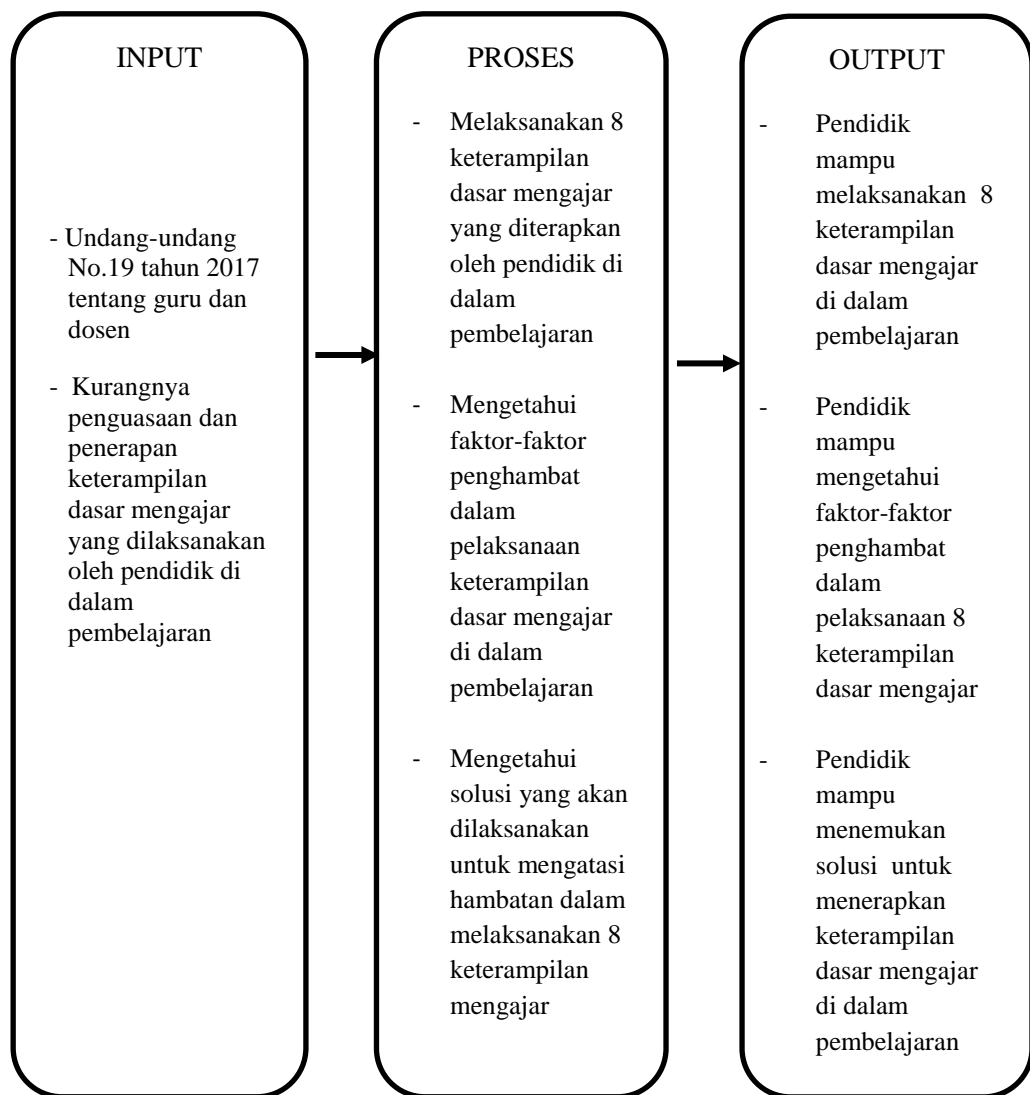 INPUT
- Undang-undang
No.19 tahun 2017
tentang guru dan
dosen
- Kurangnya
penguasaan dan
penerapan
keterampilan
dasar mengajar
yang dilaksanakan
oleh pendidik di
dalam
pembelajaran
PROSES
- Melaksanakan 8
keterampilan
dasar mengajar
yang diterapkan
oleh pendidik di
dalam
pembelajaran
- Mengetahui
faktor-faktor
penghambat
dalam
pelaksanaan
keterampilan
dasar mengajar
di dalam
pembelajaran
- Mengetahui
solusi yang akan
dilaksanakan
untuk mengatasi
hambatan dalam
melaksanakan 8
keterampilan
mengajar
OUTPUT
- Pendidik
mampu
melaksanakan 8
keterampilan
dasar mengajar
di dalam
pembelajaran
- Pendidik
mampu
mengetahui
faktor-faktor
penghambat
dalam
pelaksanaan 8
keterampilan
dasar mengajar
- Pendidik
mampu
menemukan
solusi untuk
menerapkan
keterampilan
dasar mengajar
di dalam
pembelajaran